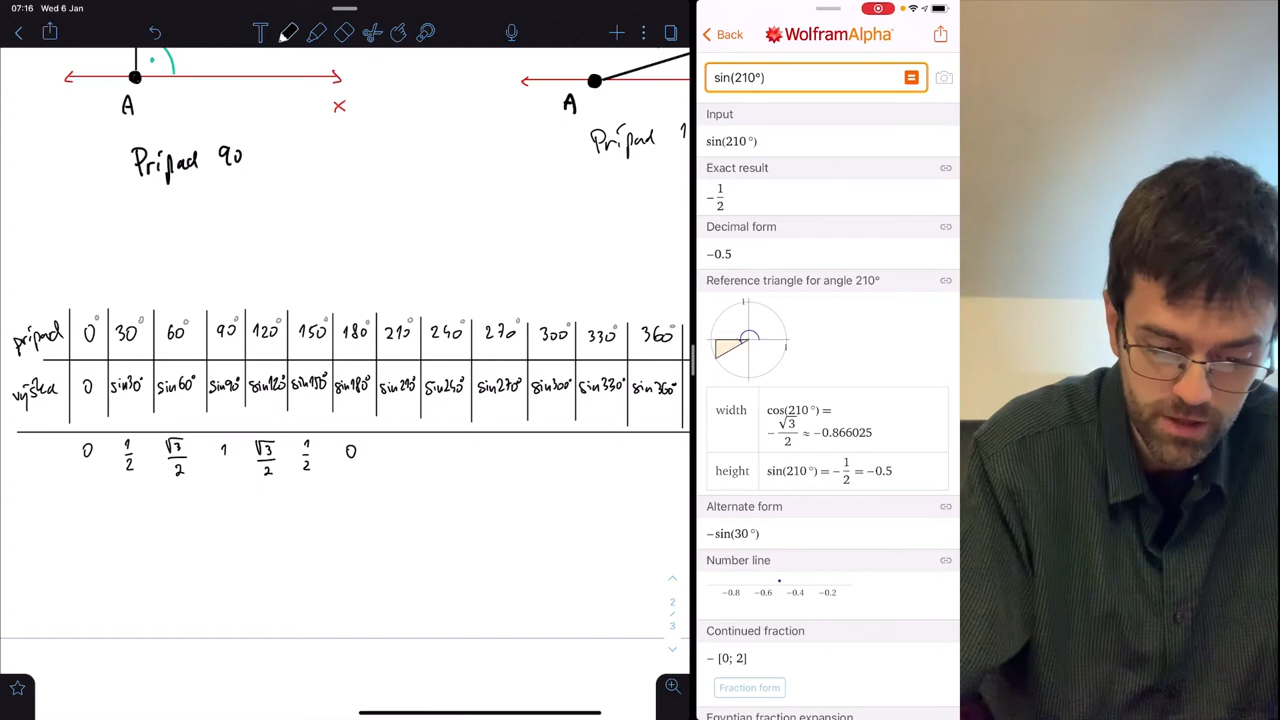 07:16 Wed 6 Jan
T
A
x
Prípad 90
A
Prípad 1
prípad 0° 30° 60° 90° 120° 150° 180° 210° 240° 270° 300° 330° 360°
výška 0 sin30° sin60° sin90° sin120° sin150° sin180° sin210° sin240° sin270° sin300° sin330° sin360°
0 1/2 √3/2 1 √3/2 1/2 0
2
/
3
Back
WolframAlpha
sin(210°)
Input
sin(210°)
Exact result
-1/2
Decimal form
-0.5
Reference triangle for angle 210°
1
1
width cos(210°) = -√3/2 ≈ -0.866025
height sin(210°) = -1/2 = -0.5
Alternate form
-sin(30°)
Number line
-0.8 -0.6 -0.4 -0.2
Continued fraction
- [0; 2]
Fraction form
Egyptian fraction expansion